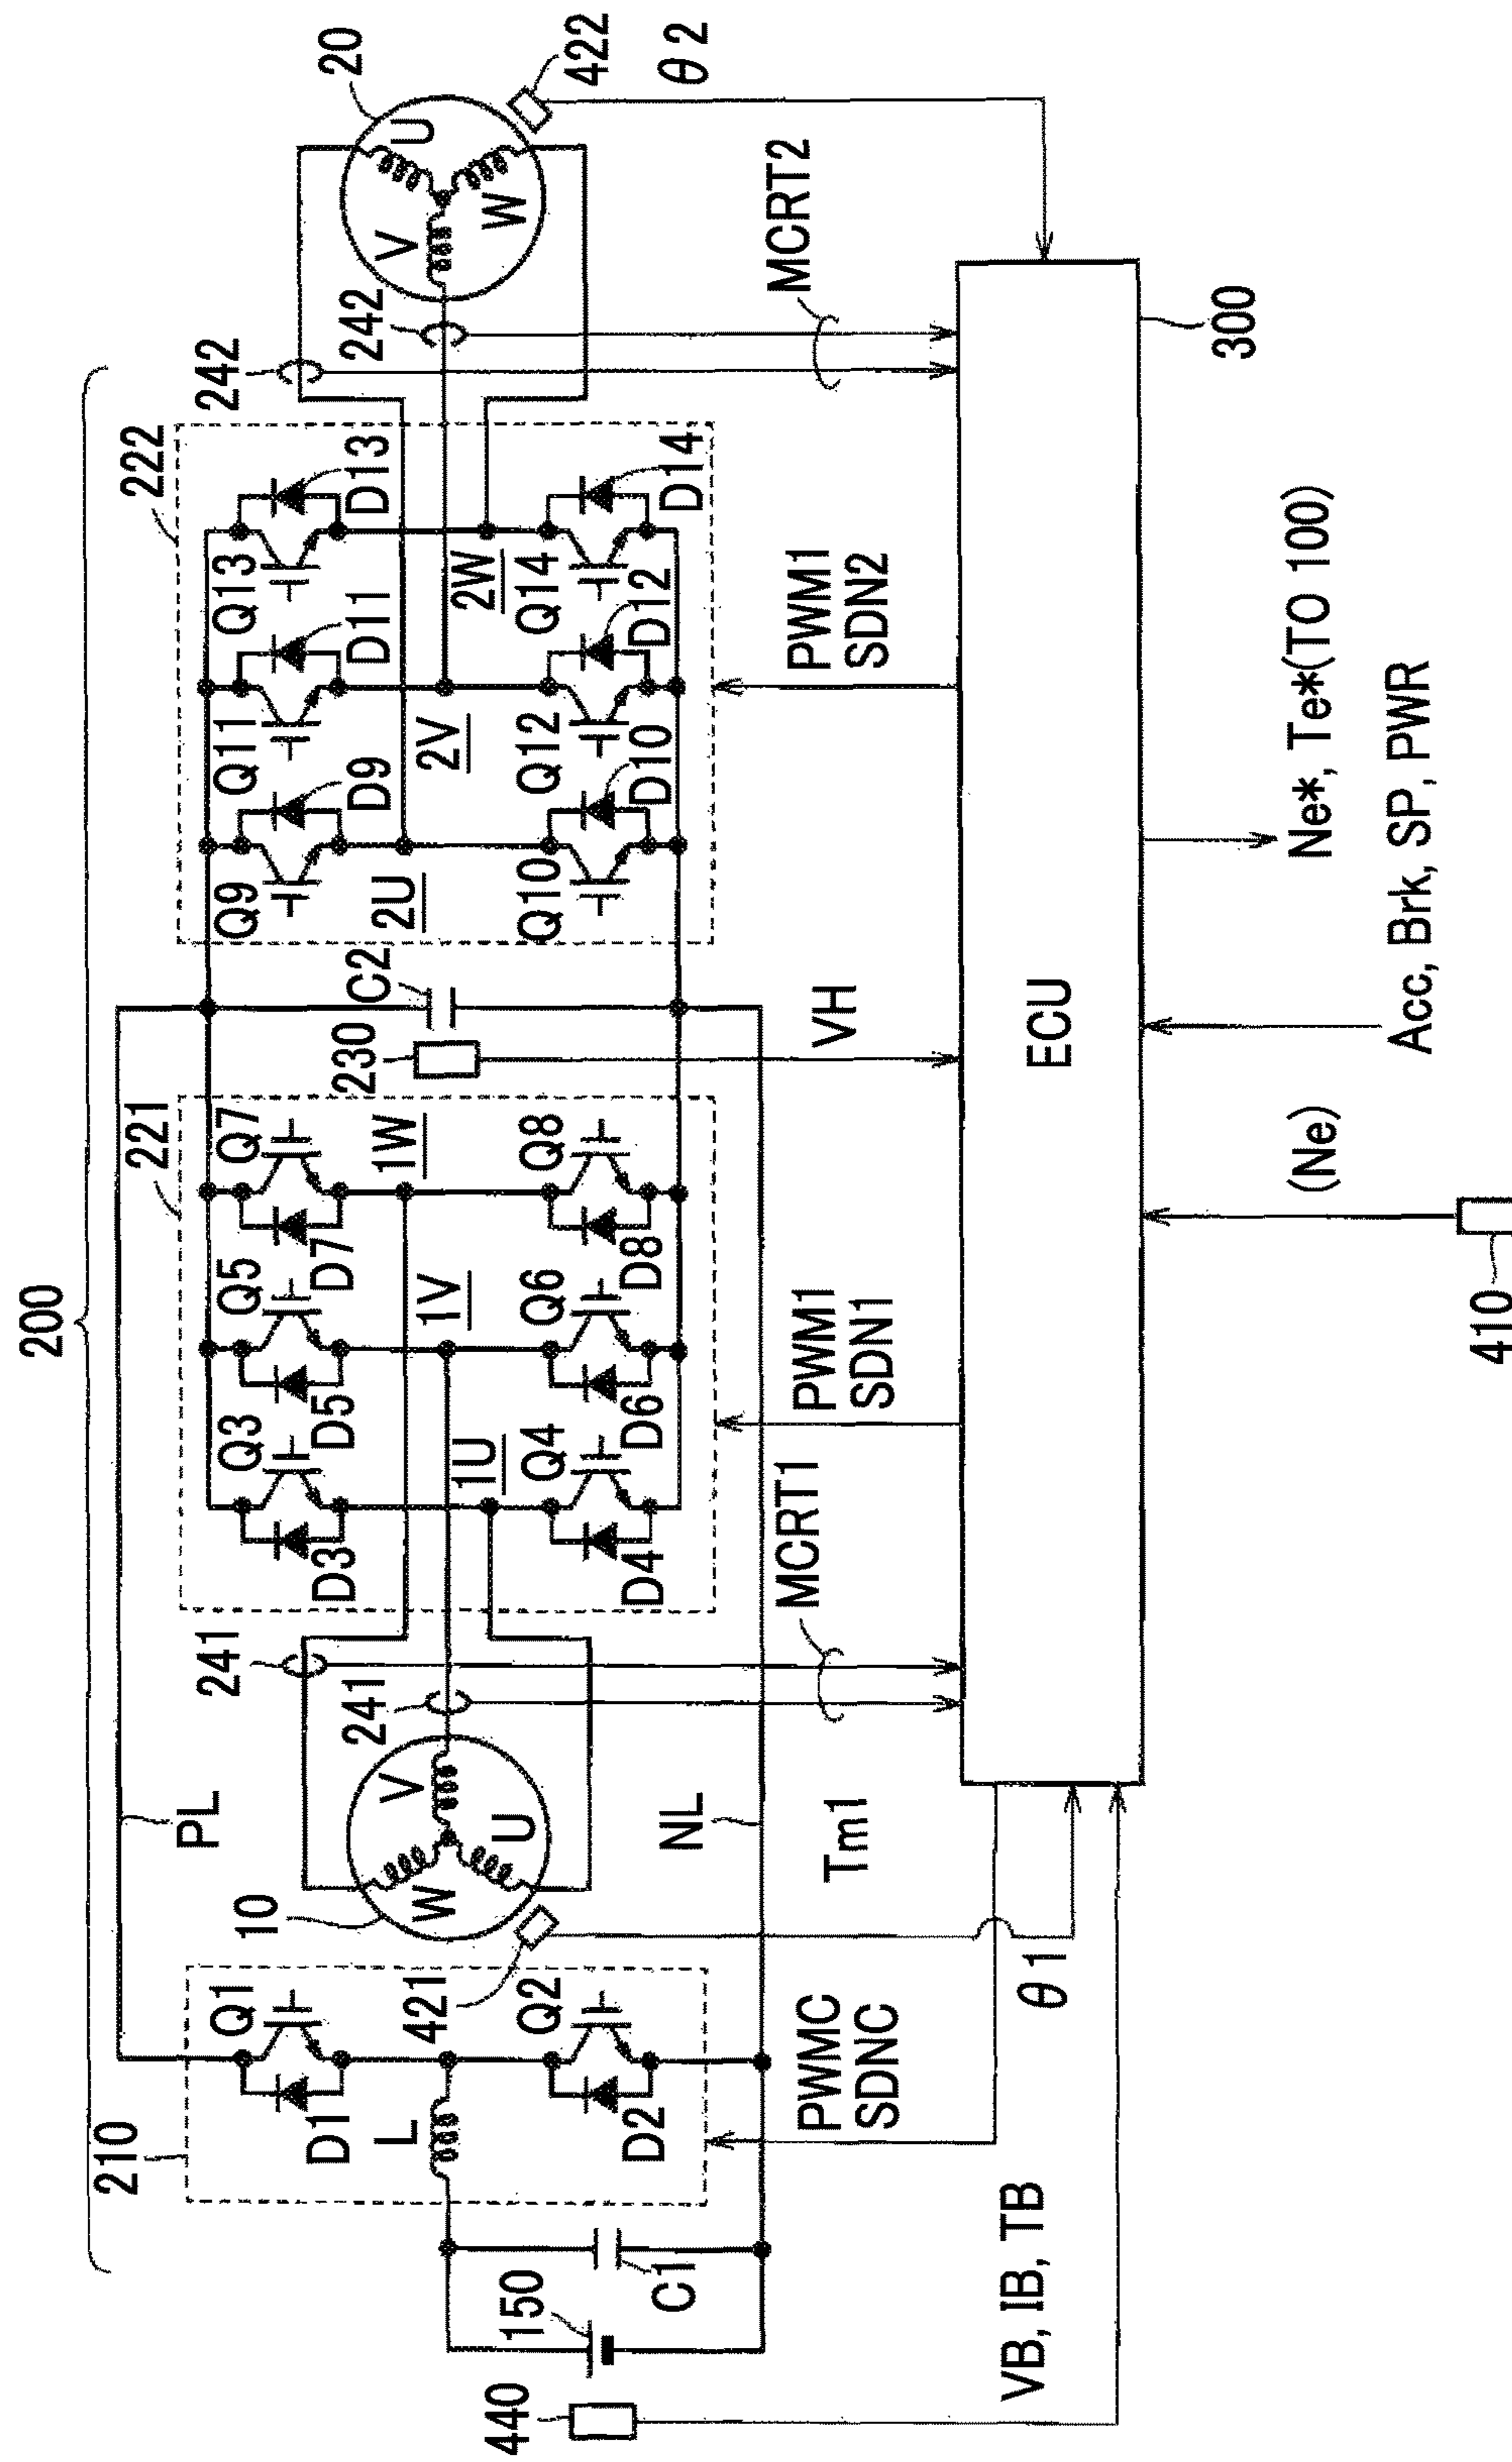 200
210
Q1
D1
L
421
Q2
D2
150
C1
440
VB, IB, TB
PWMC
SDNC
θ1
Tm1
10
W
V
U
PL
NL
241
241
MCRT1
221
Q3
D3
Q5
D5
Q7
D7
1U
1V
1W
Q4
D4
Q6
D6
Q8
D8
PWM1
SDN1
230
C2
VH
222
Q9
D9
Q11
D11
Q13
D13
2U
2V
2W
Q10
D10
Q12
D12
Q14
D14
PWM1
SDN2
242
242
MCRT2
20
V
U
W
422
θ2
ECU
300
410
(Ne)
Acc, Brk, SP, PWR
Ne*, Te*(TO 100)